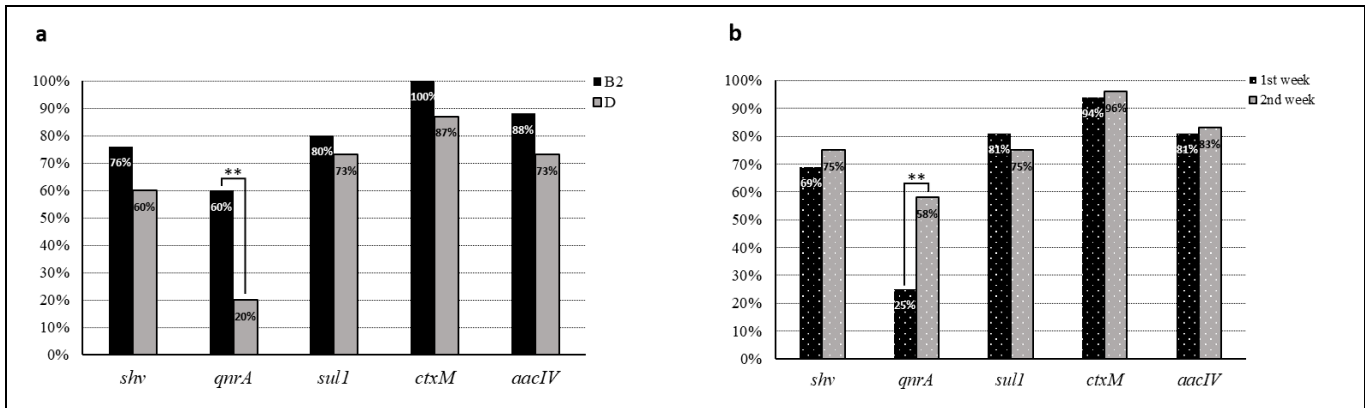 a
100%
90%
80%
70%
60%
50%
40%
30%
20%
10%
0%
76%
60%
60%
**
20%
80%
73%
100%
87%
88%
73%
shv
qnrA
sul1
ctxM
aacIV
B2
D
b
100%
90%
80%
70%
60%
50%
40%
30%
20%
10%
0%
69%
75%
25%
**
58%
81%
75%
94%
96%
81%
83%
shv
qnrA
sul1
ctxM
aacIV
1st week
2nd week